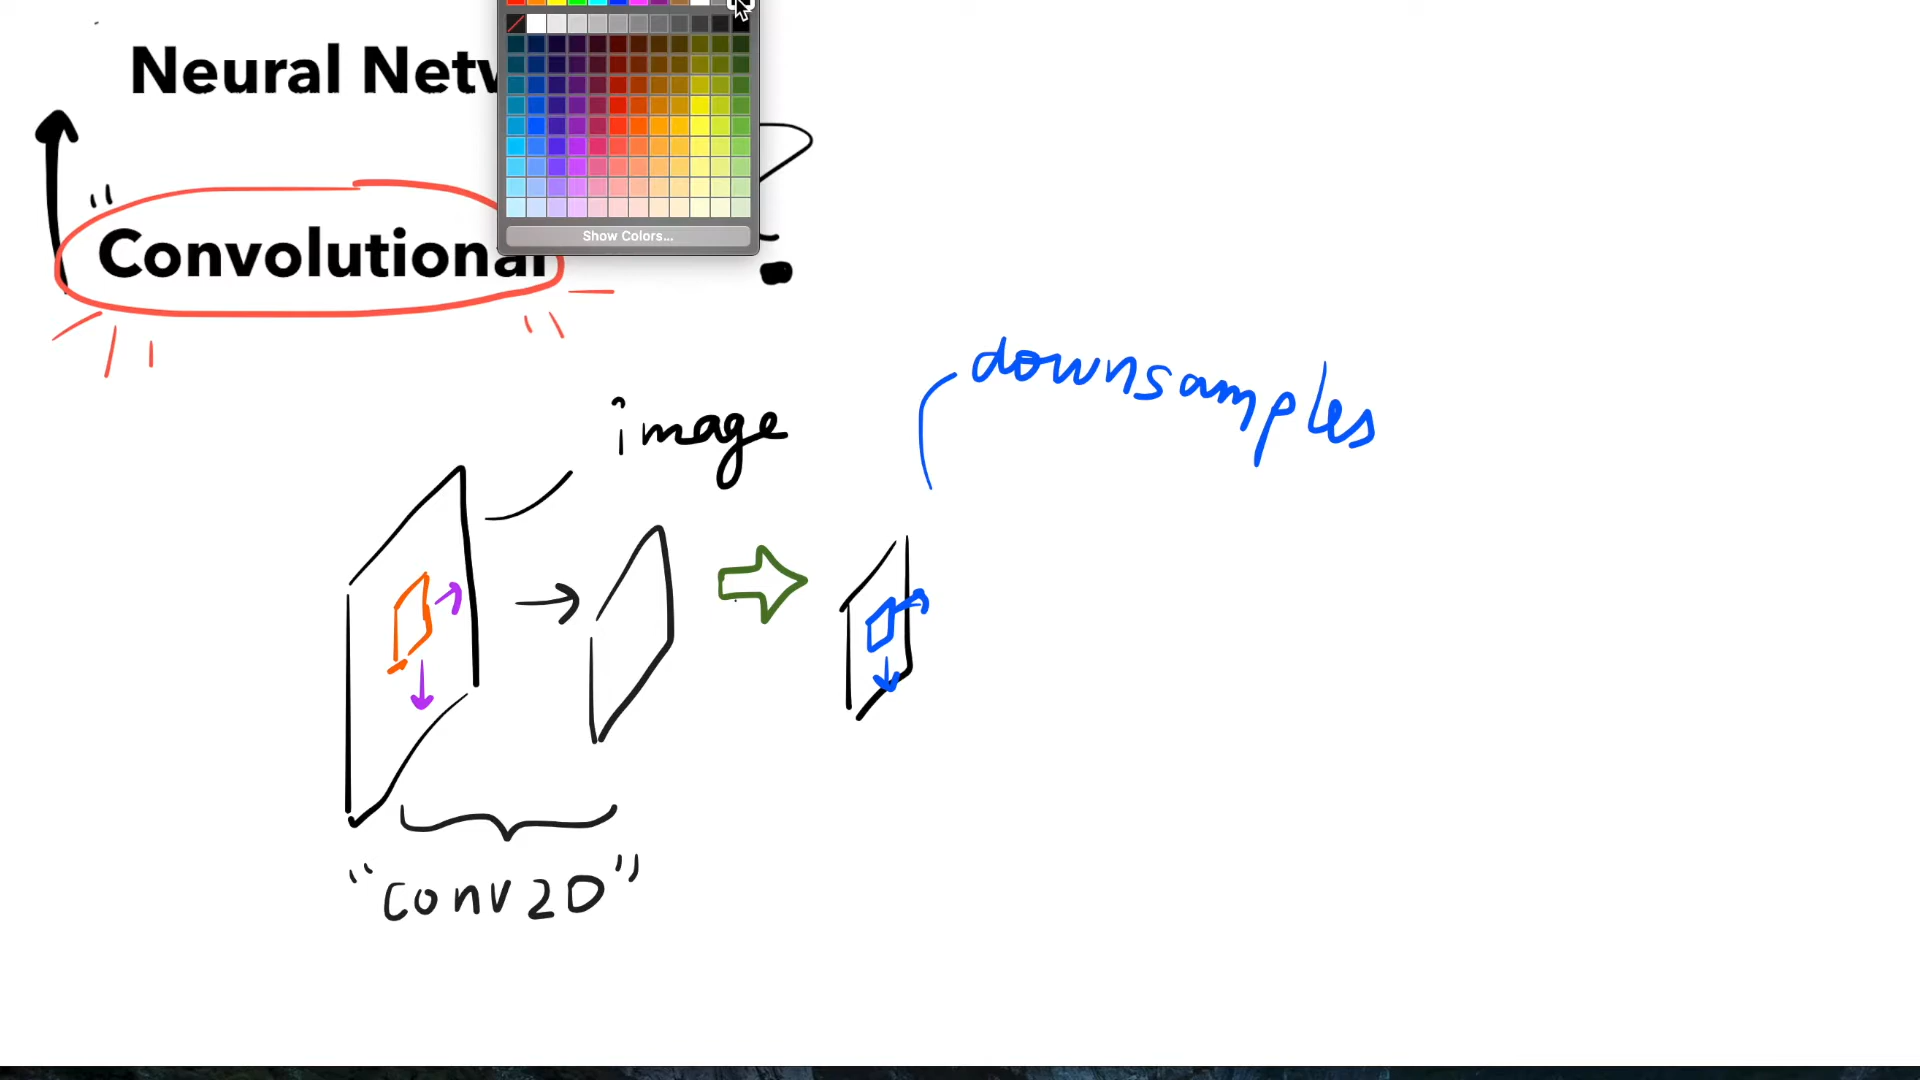 Neural Netw
Convolutional
Show Colors...
downsamples
image
"conv2D"